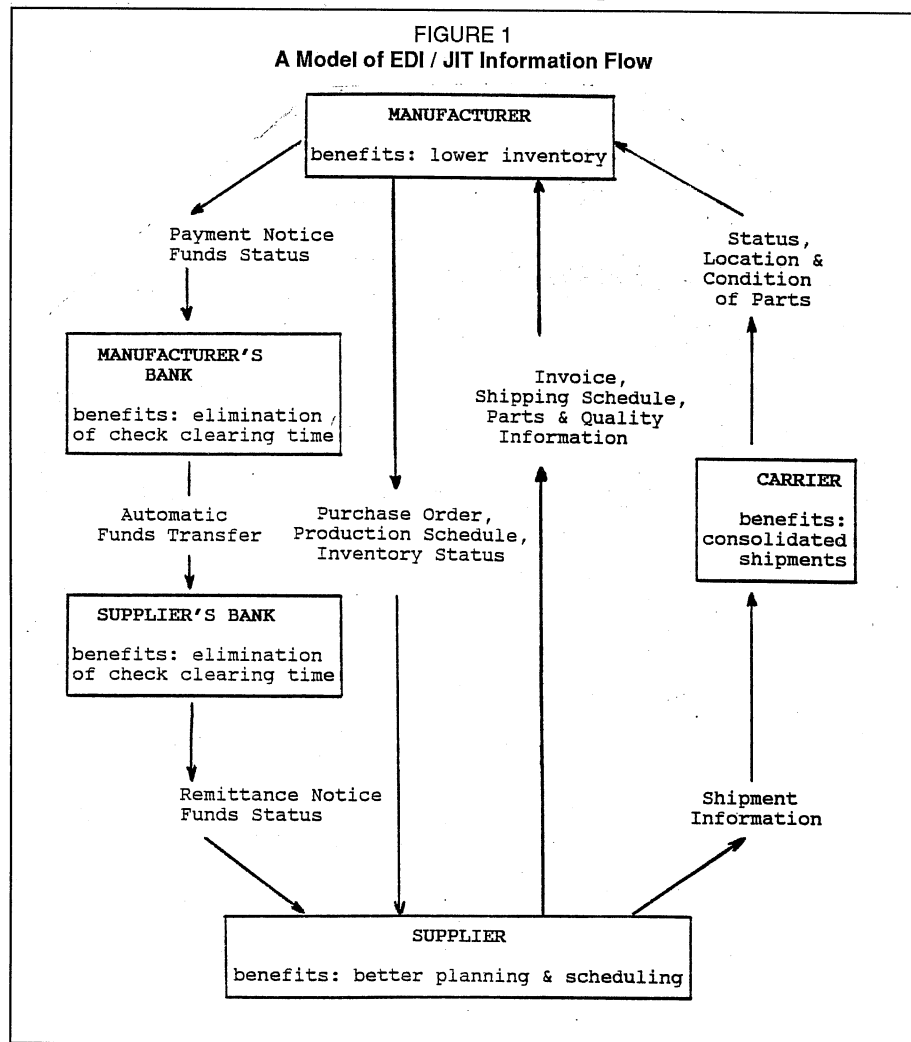 FIGURE 1
A Model of EDI / JIT Information Flow
MANUFACTURER
benefits: lower inventory
Payment Notice
Funds Status
Status,
Location &
Condition
of Parts
MANUFACTURER'S
BANK
benefits: elimination
of check clearing time
Invoice,
Shipping Schedule,
Parts & Quality
Information
CARRIER
benefits:
consolidated
shipments
Automatic
Funds Transfer
Purchase Order,
Production Schedule,
Inventory Status
SUPPLIER'S BANK
benefits: elimination
of check clearing time
Remittance Notice
Funds Status
Shipment
Information
SUPPLIER
benefits: better planning & scheduling